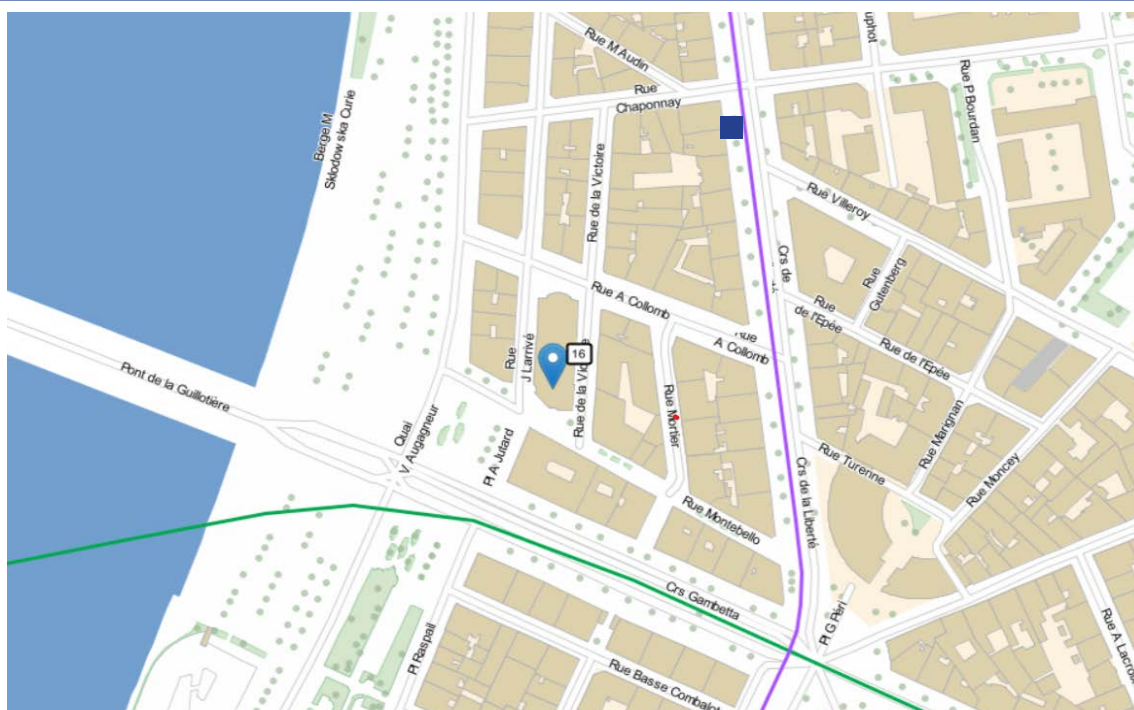 uphot
Rue M Audin
Rue
Chaponnay
Rue P Bourdan
Berge M
Sklodowska Curie
Rue de la Victoire
Rue Villeroy
Crs de
Rue
Gutenberg
Rue
de l'Epée
Rue A Collomb
Rue
A Collomb
Rue de l'Epée
16
Rue
J Larrivé
Rue de la Vic
e
Rue Mortier
Pont de la Guillotière
Quai
V Augagneur
Pl A Jutard
Rue Marignan
Rue Turenne
Rue Moncey
Crs de la Liberté
Rue Montebello
Crs Gambetta
Pl G Péri
Pl Raspail
Rue Basse Combalot
Rue A Lacro